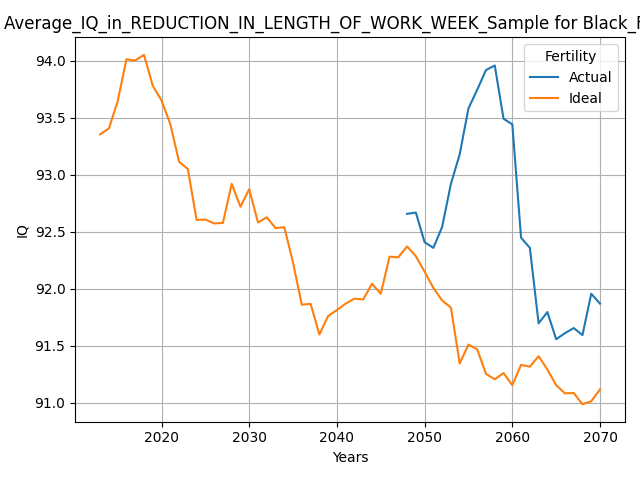 Average_IQ_in_REDUCTION_IN_LENGTH_OF_WORK_WEEK_Sample for Black_
Fertility
Actual
Ideal
94.0
93.5
93.0
92.5
92.0
91.5
91.0
IQ
2020 2030 2040 2050 2060 2070
Years